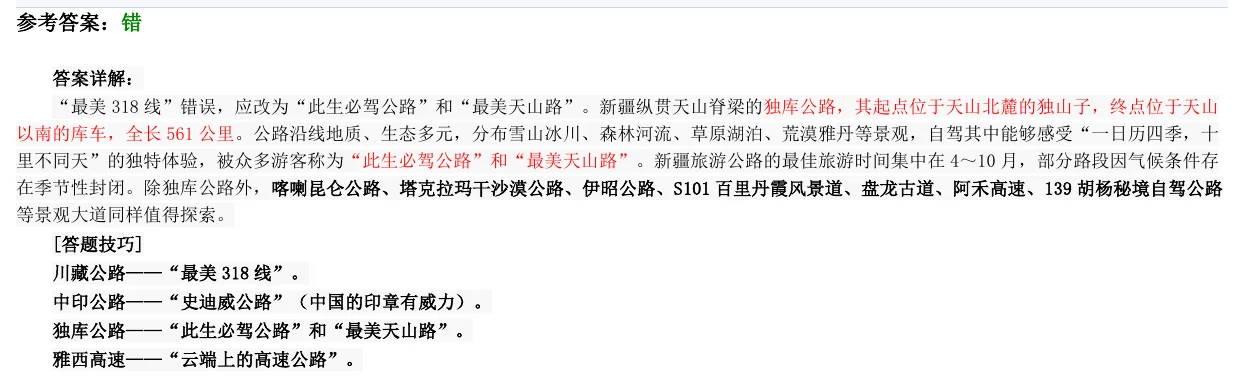 参考答案：错
答案详解：
“最美 318 线”错误，应改为“此生必驾公路”和“最美天山路”。新疆纵贯天山脊梁的独库公路，其起点位于天山北麓的独山子，终点位于天山
以南的库车，全长 561 公里。公路沿线地质、生态多元，分布雪山冰川、森林河流、草原湖泊、荒漠雅丹等景观，自驾其中能够感受“一日历四季，十
里不同天”的独特体验，被众多游客称为“此生必驾公路”和“最美天山路”。新疆旅游公路的最佳旅游时间集中在 4～10 月，部分路段因气候条件存
在季节性封闭。除独库公路外，喀喇昆仑公路、塔克拉玛干沙漠公路、伊昭公路、S101 百里丹霞风景道、盘龙古道、阿禾高速、139 胡杨秘境自驾公路
等景观大道同样值得探索。
[答题技巧]
川藏公路——“最美 318 线”。
中印公路——“史迪威公路”（中国的印章有威力）。
独库公路——“此生必驾公路”和“最美天山路”。
雅西高速——“云端上的高速公路”。